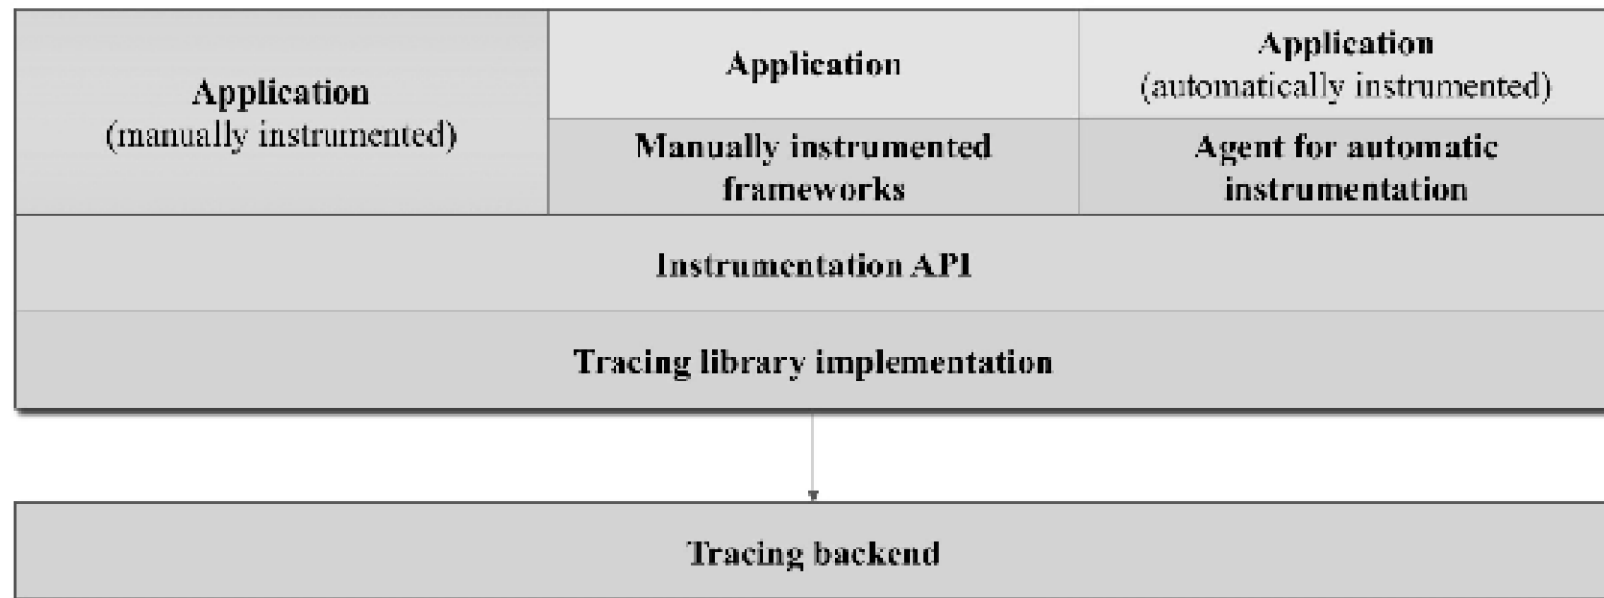 Application
(manually instrumented)
Application
Application
(automatically instrumented)
Manually instrumented
frameworks
Agent for automatic
instrumentation
Instrumentation API
Tracing library implementation
Tracing backend